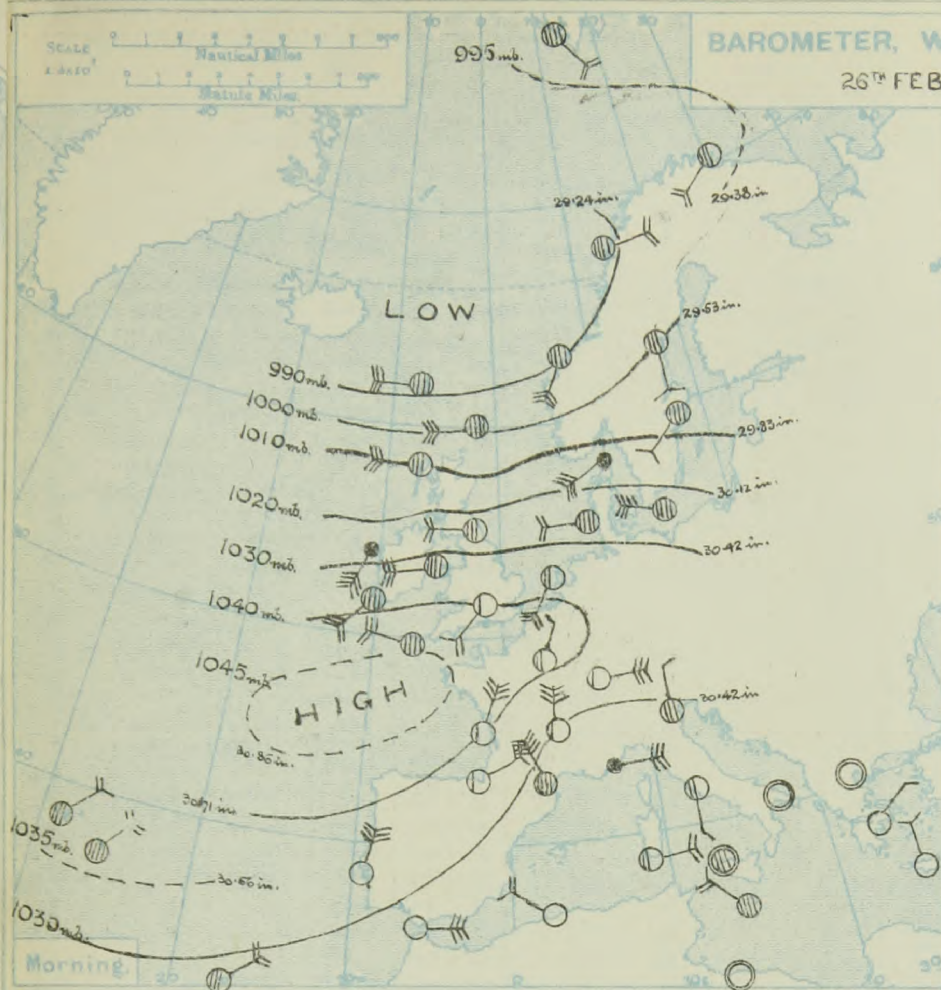 SCALE
Nautical Miles
Statute Miles.
BAROMETER, W
26TH FEB
995 mb.
29·38 in
29·24 in.
LOW
29·53 in.
990 mb.
1000 mb.
1010 mb.
29·83 in.
1020 mb.
30·12 in.
1030 mb.
30·42 in.
1040 mb.
1045 mb
HIGH
30·42 in
30·86 in.
30·71 in
1035 mb.
1030 mb.
Morning.
20
0